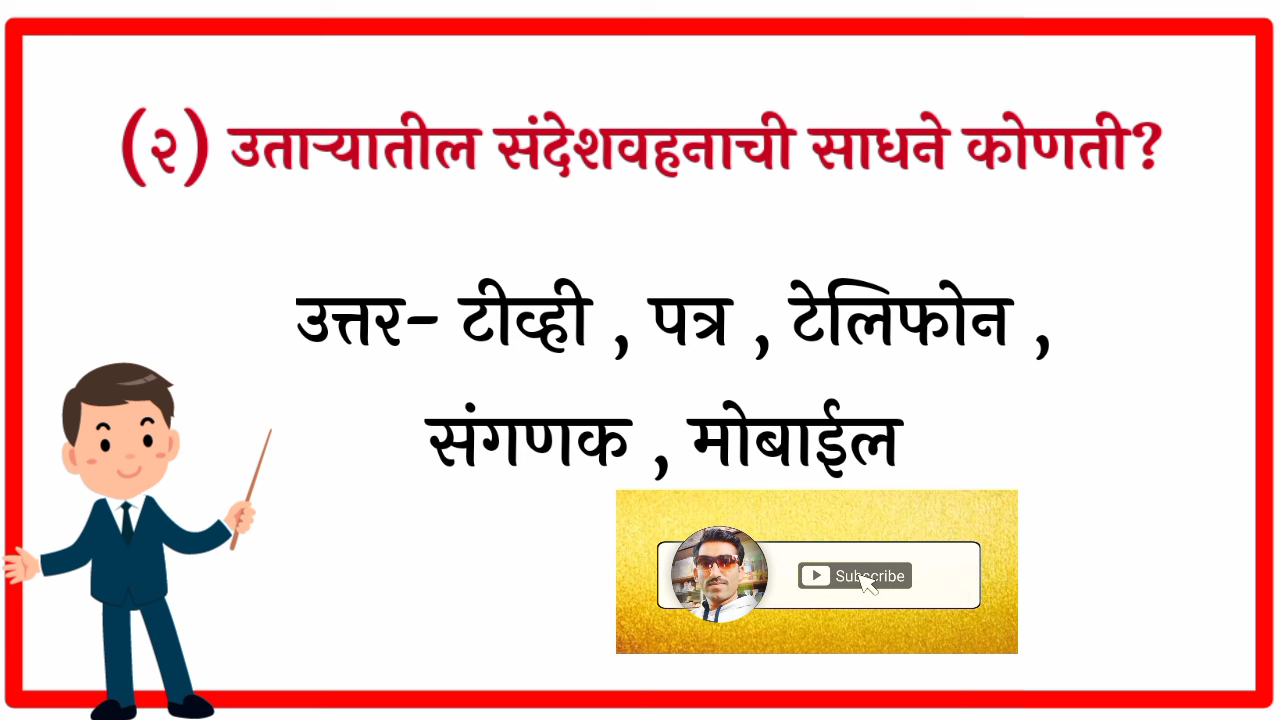 (२) उताऱ्यातील संदेशवहनाची साधने कोणती?
उत्तर- टीव्ही , पत्र , टेलिफोन ,
संगणक , मोबाईल
Subscribe